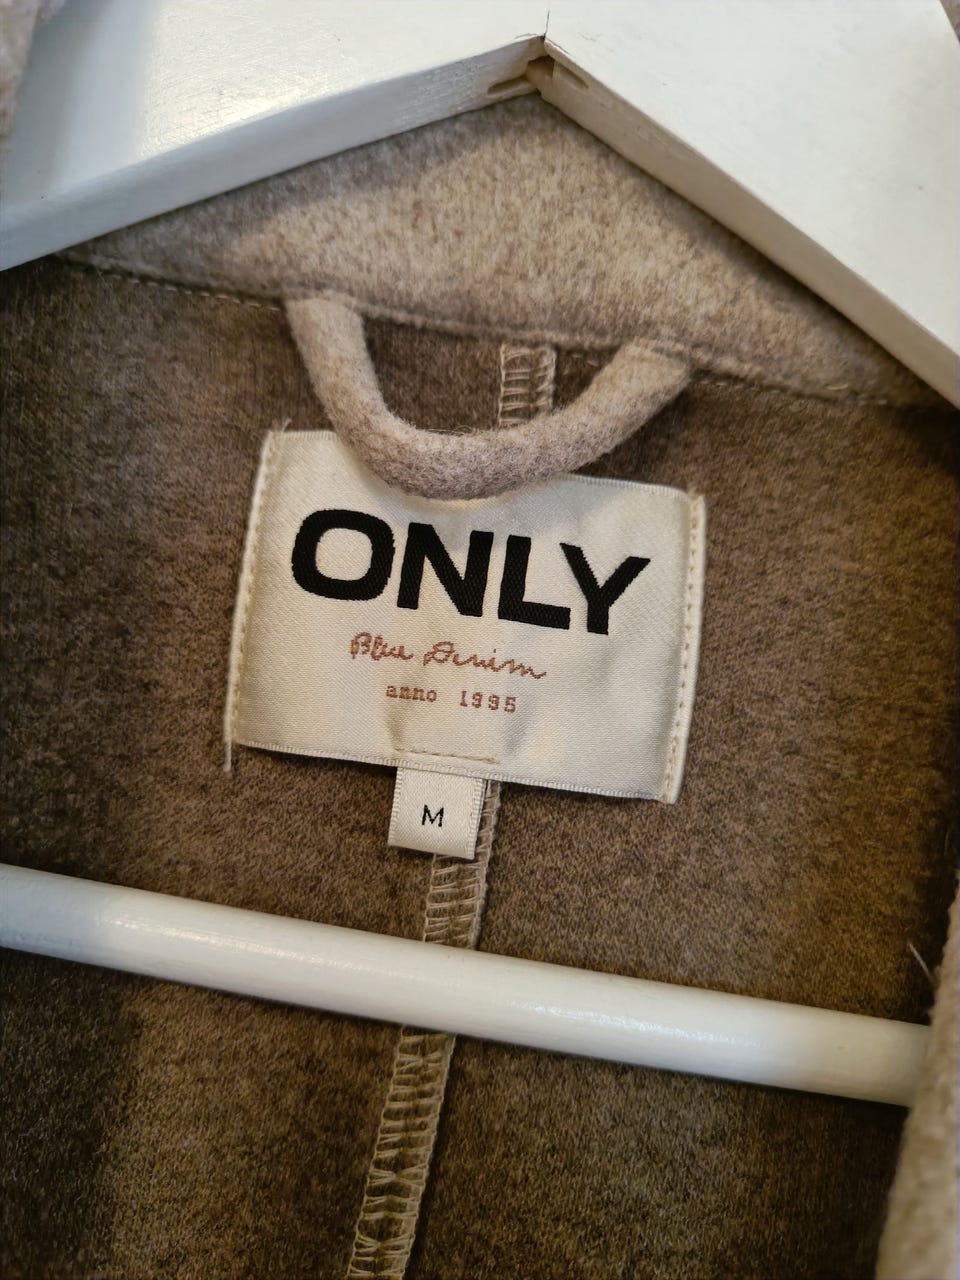 ONLY
Blue Denim
anno 1995
M